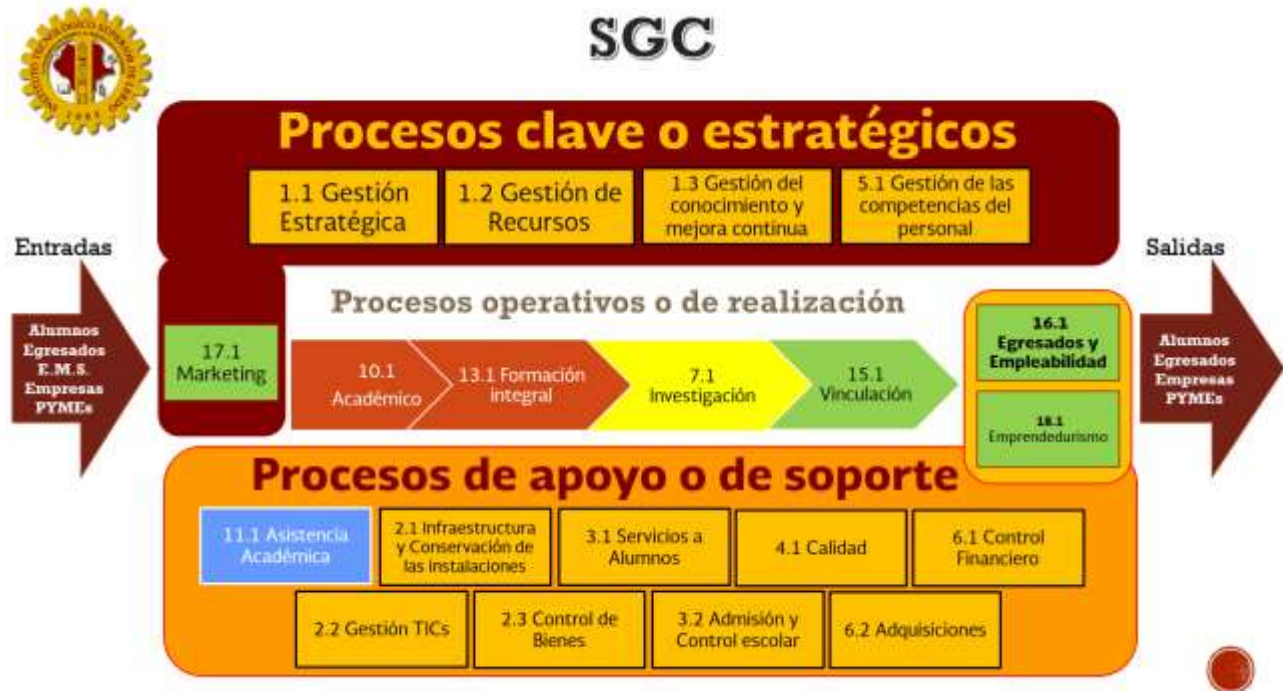 SGC
INSTITUTO TECNOLÓGICO SUPERIOR DE LERDO
Procesos clave o estratégicos
1.1 Gestión
Estratégica
1.2 Gestión de
Recursos
1.3 Gestión del
conocimiento y
mejora continua
5.1 Gestión de las
competencias del
personal
Entradas
Alumnos
Egresados
E.M.S.
Empresas
PYMEs
17.1
Marketing
Procesos operativos o de realización
10.1
Académico
13.1 Formación
integral
7.1
Investigación
15.1
Vinculación
16.1
Egresados y
Empleabilidad
18.1
Emprendedurismo
Salidas
Alumnos
Egresados
Empresas
PYMEs
Procesos de apoyo o de soporte
11.1 Asistencia
Académica
2.1 Infraestructura
y Conservación de
las instalaciones
3.1 Servicios a
Alumnos
4.1 Calidad
6.1 Control
Financiero
2.2 Gestión TICs
2.3 Control de
Bienes
3.2 Admisión y
Control escolar
6.2 Adquisiciones